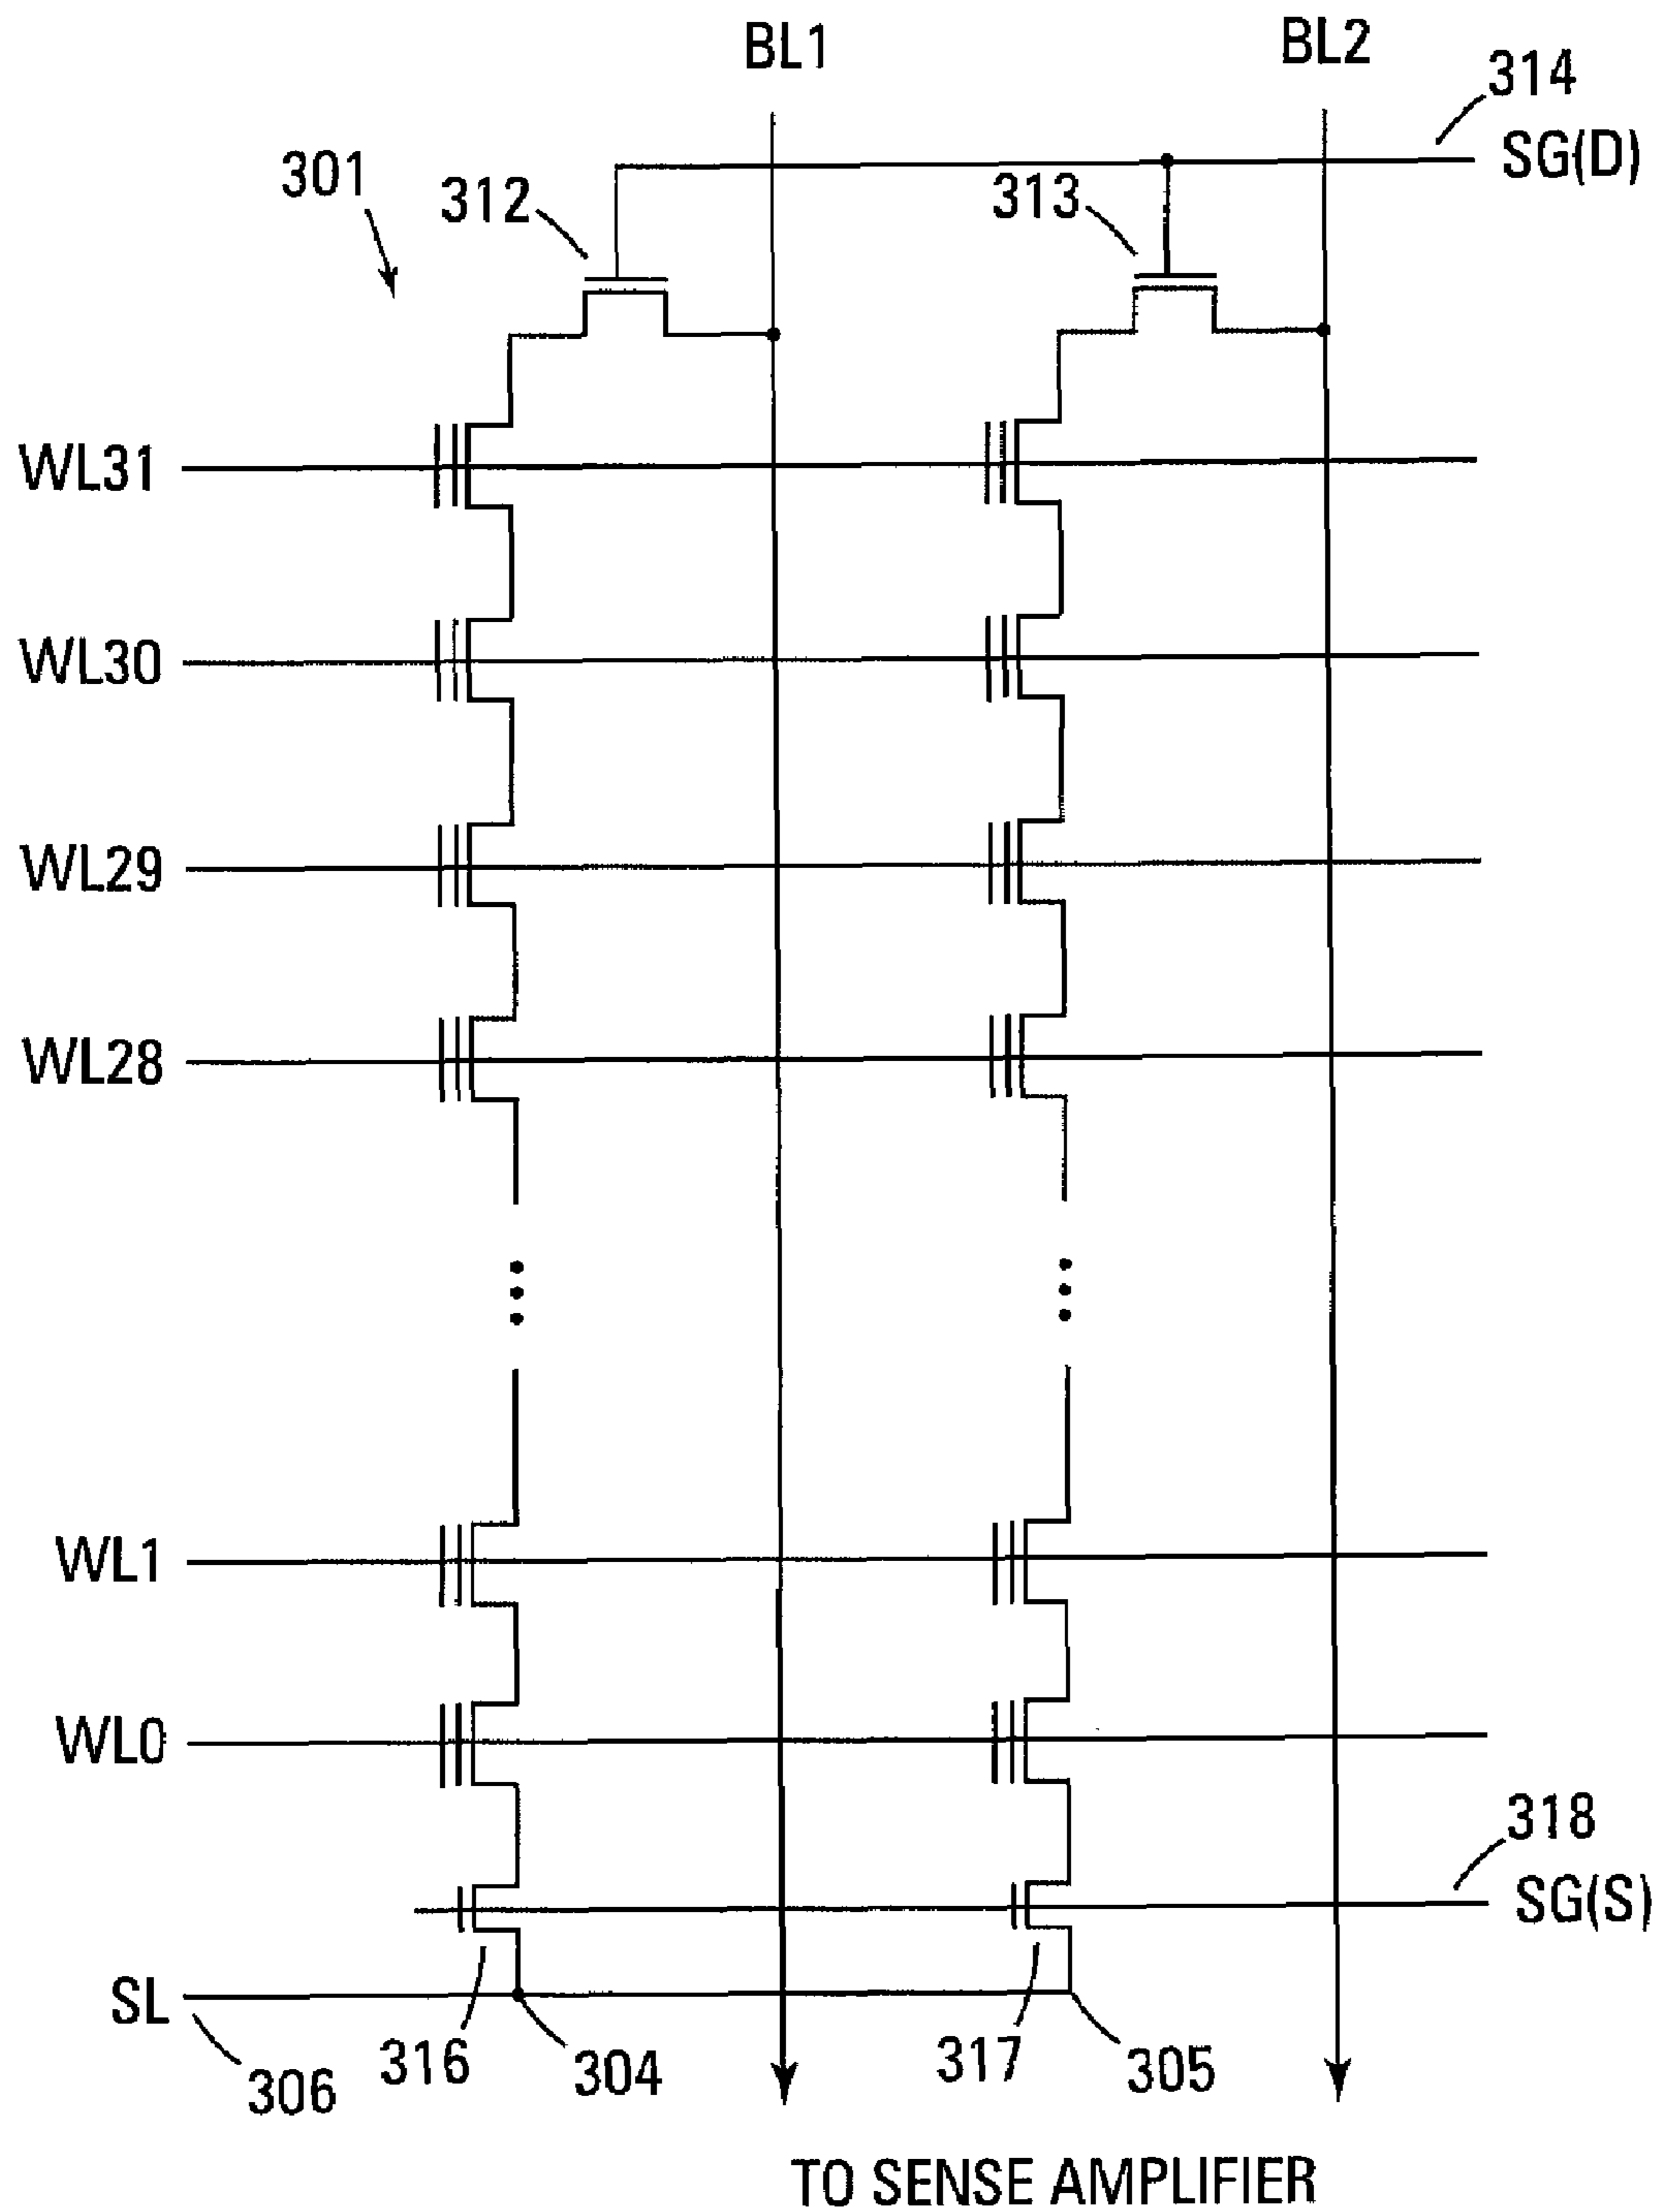 BL1
BL2
314
SG(D)
301
312
313
WL31
WL30
WL29
WL28
WL1
WL0
318
SG(S)
SL
306
316
304
317
305
TO SENSE AMPLIFIER